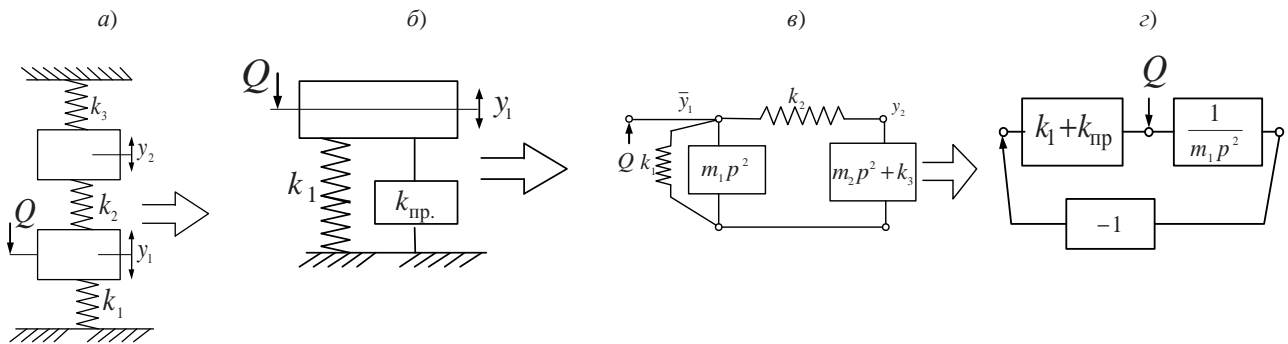 а)
k₃
y₂
k₂
Q
y₁
k₁
б)
Q
y₁
k₁
kпр.
в)
ȳ₁
k₂
y₂
Q k₁
m₁p²
m₂p² + k₃
г)
Q
k₁ + kпр
1
m₁p²
−1